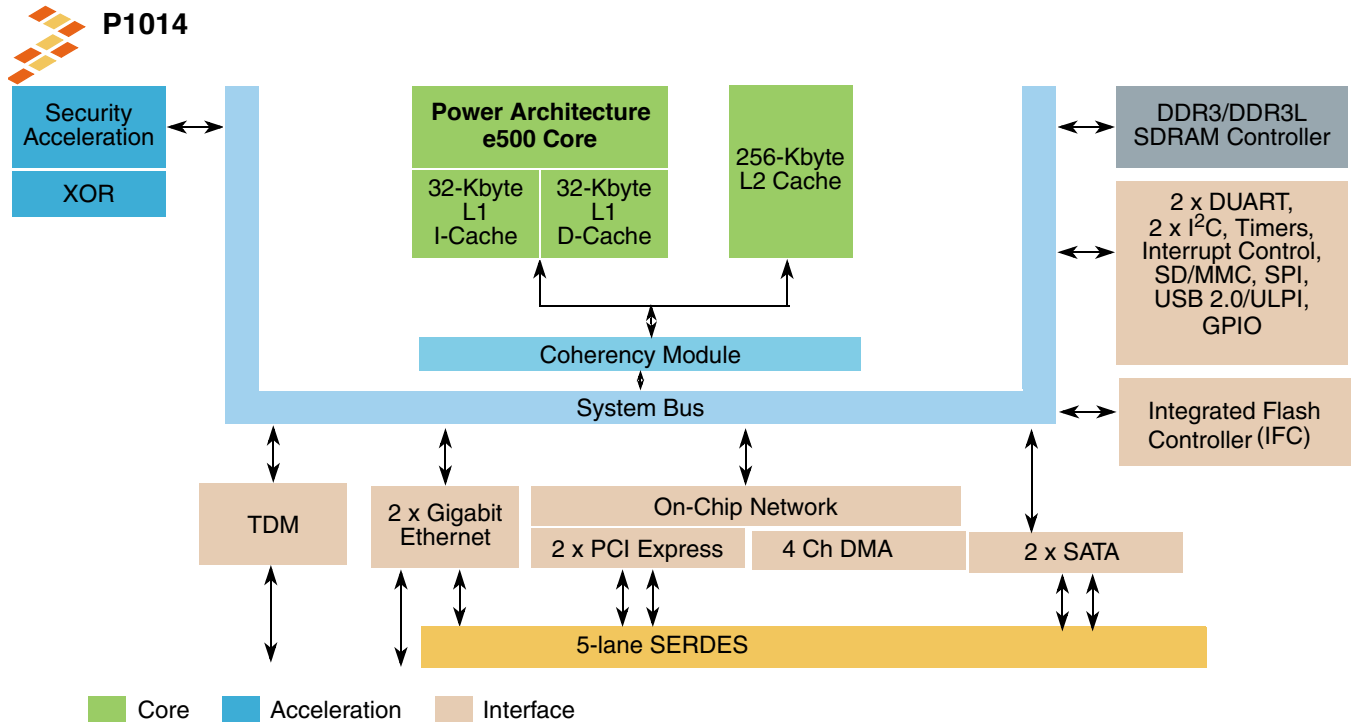 P1014
Security
Acceleration
XOR
Power Architecture
e500 Core
32-Kbyte
L1
I-Cache
32-Kbyte
L1
D-Cache
256-Kbyte
L2 Cache
DDR3/DDR3L
SDRAM Controller
2 x DUART,
2 x I²C, Timers,
Interrupt Control,
SD/MMC, SPI,
USB 2.0/ULPI,
GPIO
Coherency Module
System Bus
Integrated Flash
Controller (IFC)
TDM
2 x Gigabit
Ethernet
On-Chip Network
2 x PCI Express
4 Ch DMA
2 x SATA
5-lane SERDES
Core
Acceleration
Interface